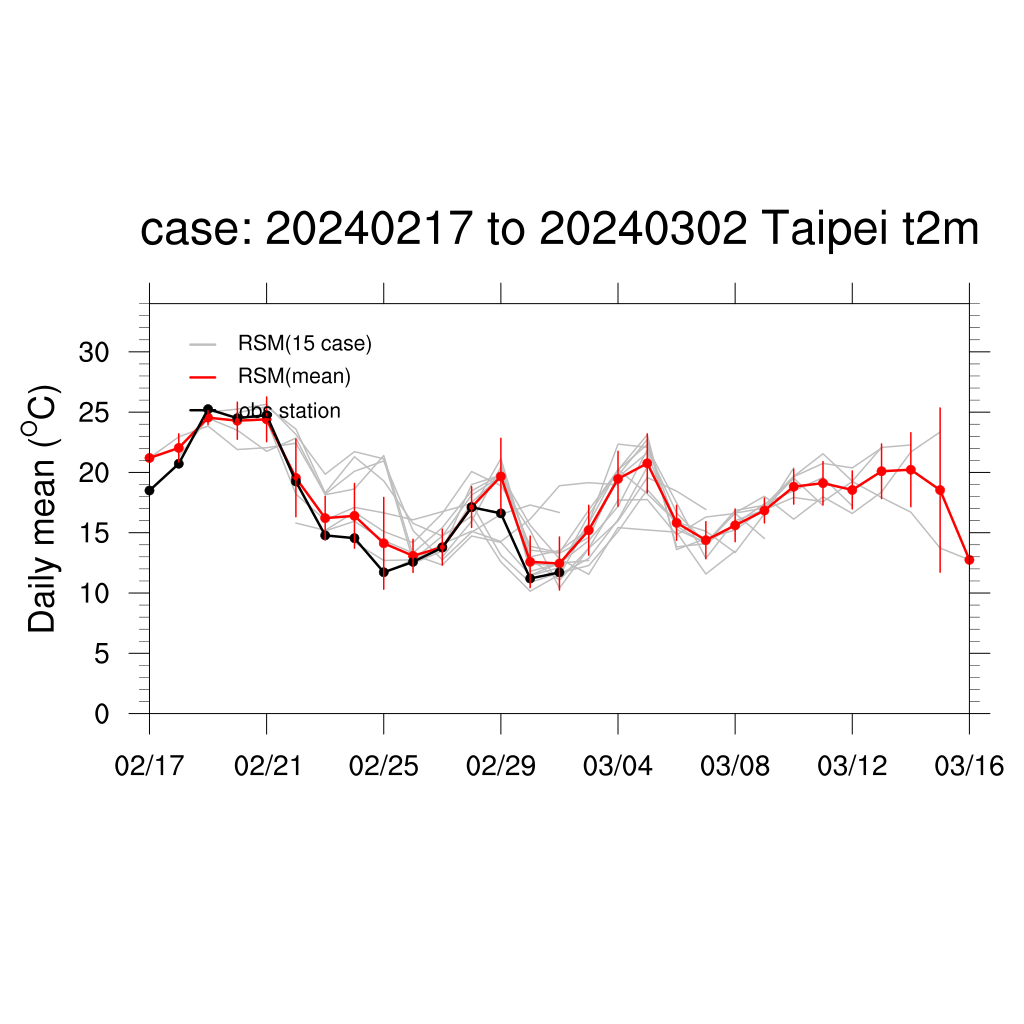 case: 20240217 to 20240302 Taipei t2m
Daily mean (°C)
30
25
20
15
10
5
0
RSM(15 case)
RSM(mean)
obs station
02/17 02/21 02/25 02/29 03/04 03/08 03/12 03/16